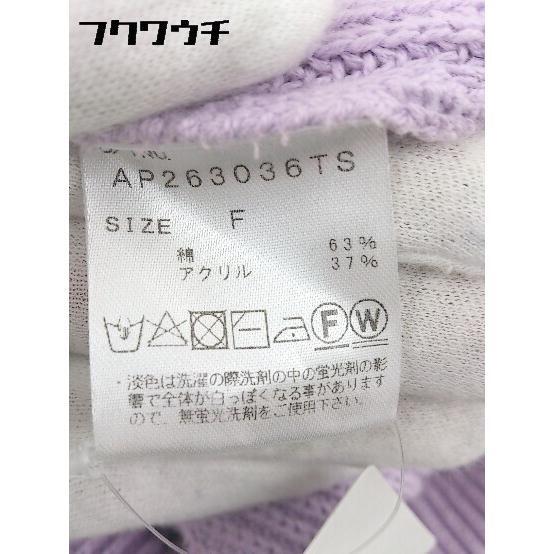 フクワウチ
AP263036TS
SIZE F
綿 63%
アクリル 37%
F W
・淡色は洗濯の際洗剤の中の蛍光剤の影
響で全体が白っぽくなる事があります
ので、無蛍光洗剤をご使用下さい。